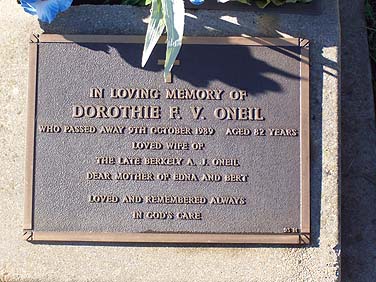 IN LOVING MEMORY OF
DOROTHIE F. V. ONEIL
WHO PASSED AWAY 9TH OCTOBER 1989 AGED 82 YEARS
LOVED WIFE OF
THE LATE BERKELY A. J. ONEIL
DEAR MOTHER OF EDNA AND BERT
LOVED AND REMEMBERED ALWAYS
IN GOD'S CARE